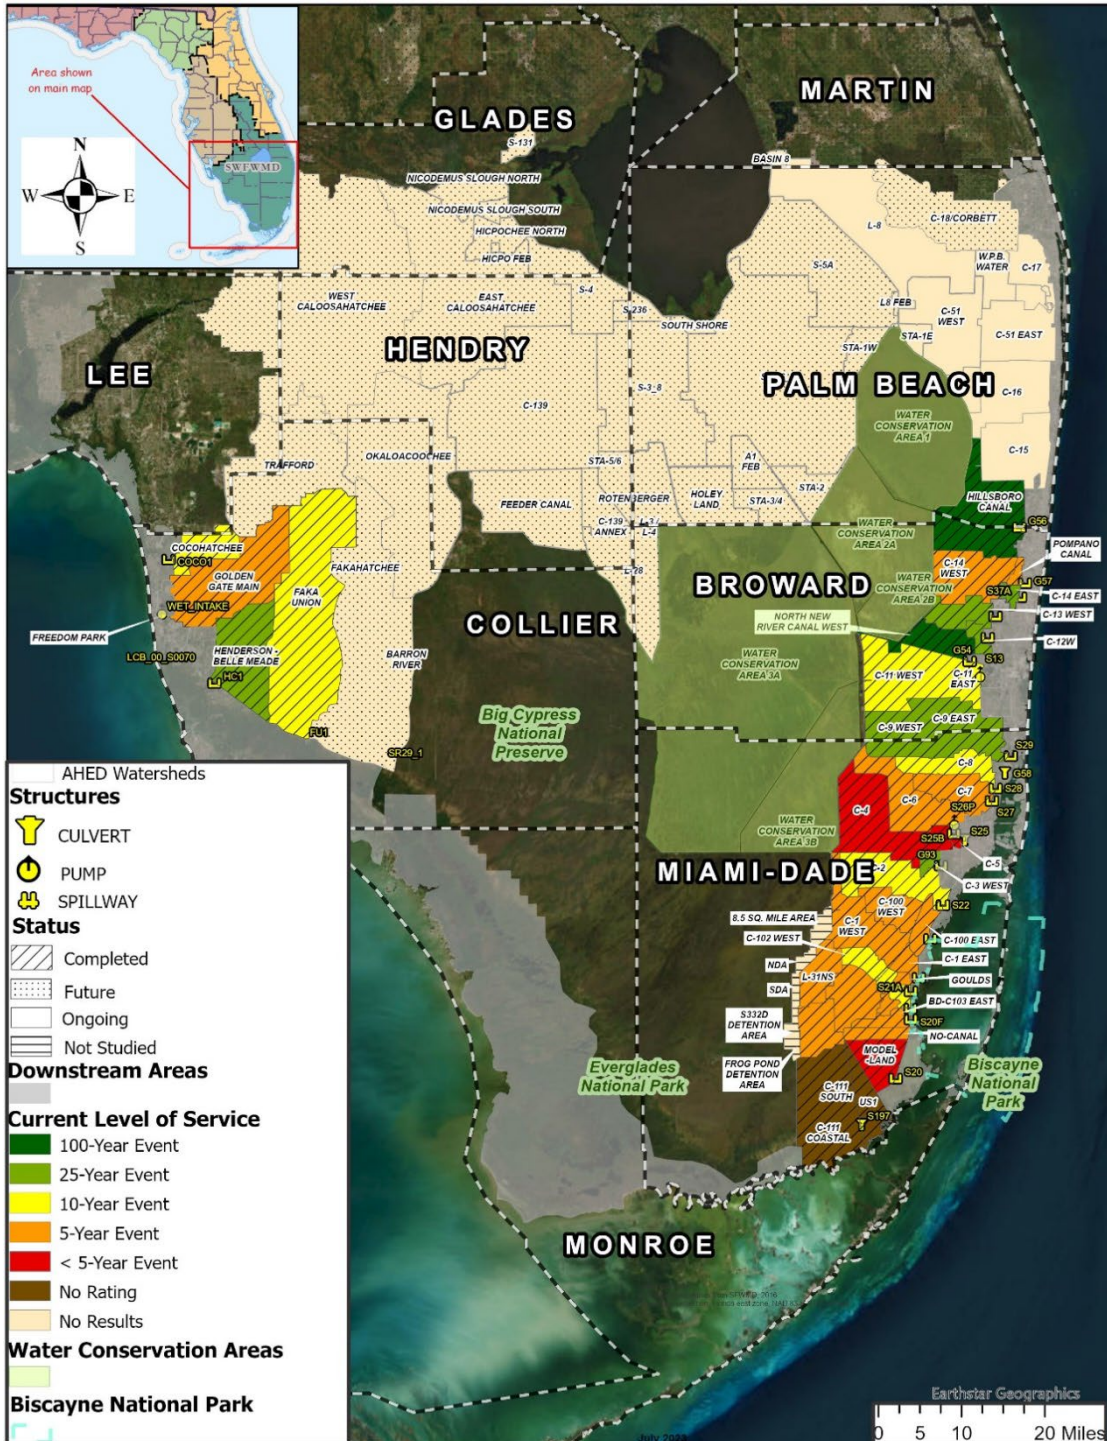 Area shown
on main map
SWFWMD
N
W
E
S
GLADES
MARTIN
S-131
BASIN 8
NICODEMUS SLOUGH NORTH
NICODEMUS SLOUGH SOUTH
HICPOCHEE NORTH
HICPO FEB
L-8
C-18/CORBETT
W.P.B.
WATER
C-17
S-5A
WEST
CALOOSAHATCHEE
EAST
CALOOSAHATCHEE
S-4
S-236
SOUTH SHORE
L8 FEB
C-51
WEST
C-51 EAST
STA-1E
STA-1W
LEE
HENDRY
PALM BEACH
S-3_8
C-16
C-139
WATER
CONSERVATION
AREA 1
C-15
TRAFFORD
OKALOACOOCHEE
STA-5/6
A1
FEB
FEEDER CANAL
ROTENBERGER
HOLEY
LAND
STA-3/4
STA-2
HILLSBORO
CANAL
G56
C-139
ANNEX
L-4
L-28
WATER
CONSERVATION
AREA 2A
POMPANO
CANAL
COCOHATCHEE
COCO1
GOLDEN
GATE MAIN
FAKAHATCHEE
FAKA
UNION
BROWARD
C-14
WEST
G57
S37A
C-14 EAST
WATER
CONSERVATION
AREA 2B
WET_INTAKE
FREEDOM PARK
COLLIER
NORTH NEW
RIVER CANAL WEST
C-13 WEST
C-12W
HENDERSON -
BELLE MEADE
LCB_00_S0070
HC1
BARRON
RIVER
WATER
CONSERVATION
AREA 3A
G54
S13
C-11 WEST
C-11
EAST
Big Cypress
National
Preserve
C-9 WEST
C-9 EAST
FU1
SR29_1
S29
C-8
G58
S28
C-7
C-6
S27
C-4
S26P
WATER
CONSERVATION
AREA 3B
S25B
S25
C-5
G93
C-2
C-3 WEST
MIAMI-DADE
S22
C-100
WEST
8.5 SQ. MILE AREA
C-1
WEST
C-102 WEST
C-100 EAST
C-1 EAST
NDA
L-31NS
GOULDS
S21A
SDA
BD-C103 EAST
S20F
S332D
DETENTION
AREA
NO-CANAL
MODEL
-LAND
FROG POND
DETENTION
AREA
S20
Everglades
National Park
Biscayne
National
Park
C-111
SOUTH
US1
S197
C-111
COASTAL
MONROE
AHED Watersheds
Structures
CULVERT
PUMP
SPILLWAY
Status
Completed
Future
Ongoing
Not Studied
Downstream Areas
Current Level of Service
100-Year Event
25-Year Event
10-Year Event
5-Year Event
< 5-Year Event
No Rating
No Results
Water Conservation Areas
Biscayne National Park
Earthstar Geographics
0 5 10 20 Miles